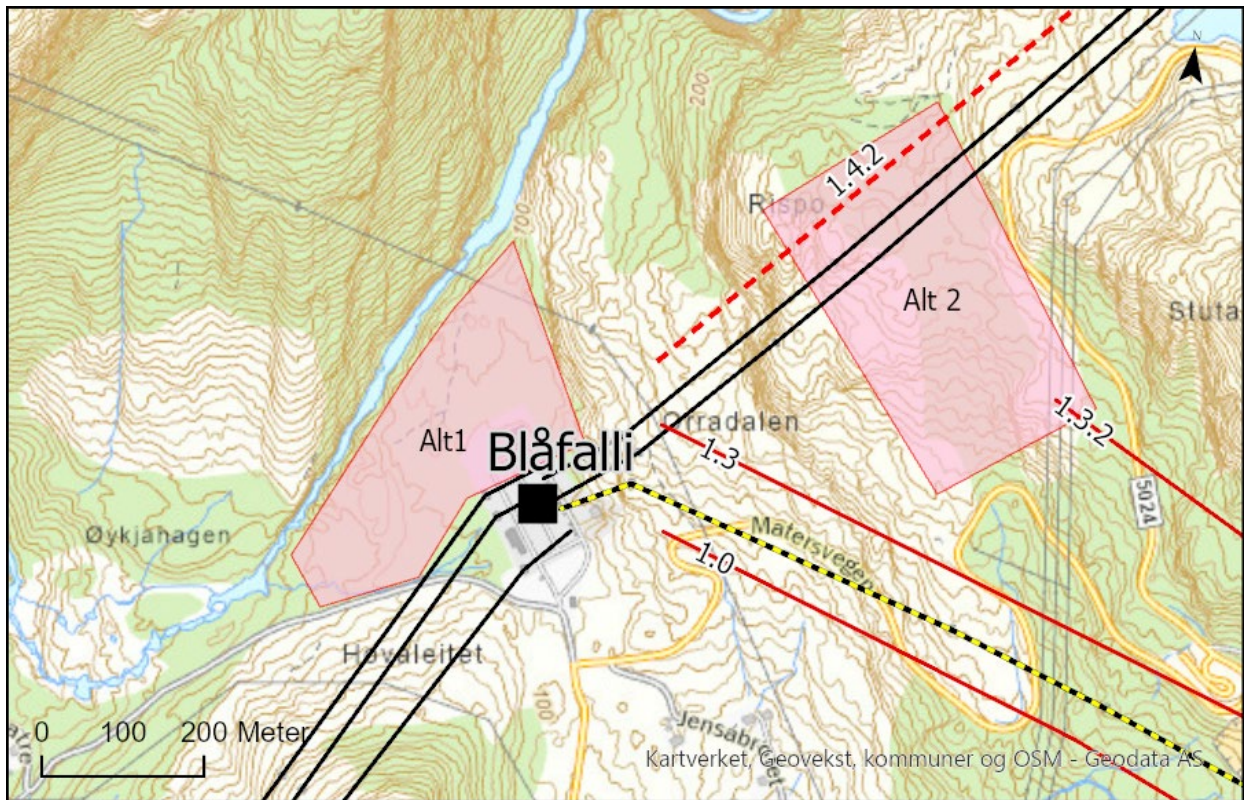 N
200
1.4.2
Rispo
100
Alt 2
Stuta
Orradalen
Alt1
1.3.2
Blåfalli
1.3
5024
Øykjahagen
Matersvegen
1.0
Hovaleitet
100
0 100 200 Meter
Jensabrotet
Kartverket, Geovekst, kommuner og OSM - Geodata AS